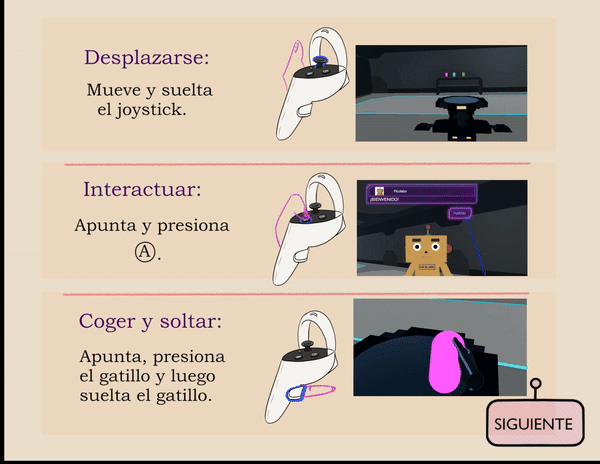 Desplazarse:
Mueve y suelta
el joystick.
Interactuar:
Apunta y presiona
Ⓐ.
¡BIENVENIDO!
Coger y soltar:
Apunta, presiona
el gatillo y luego
suelta el gatillo.
SIGUIENTE